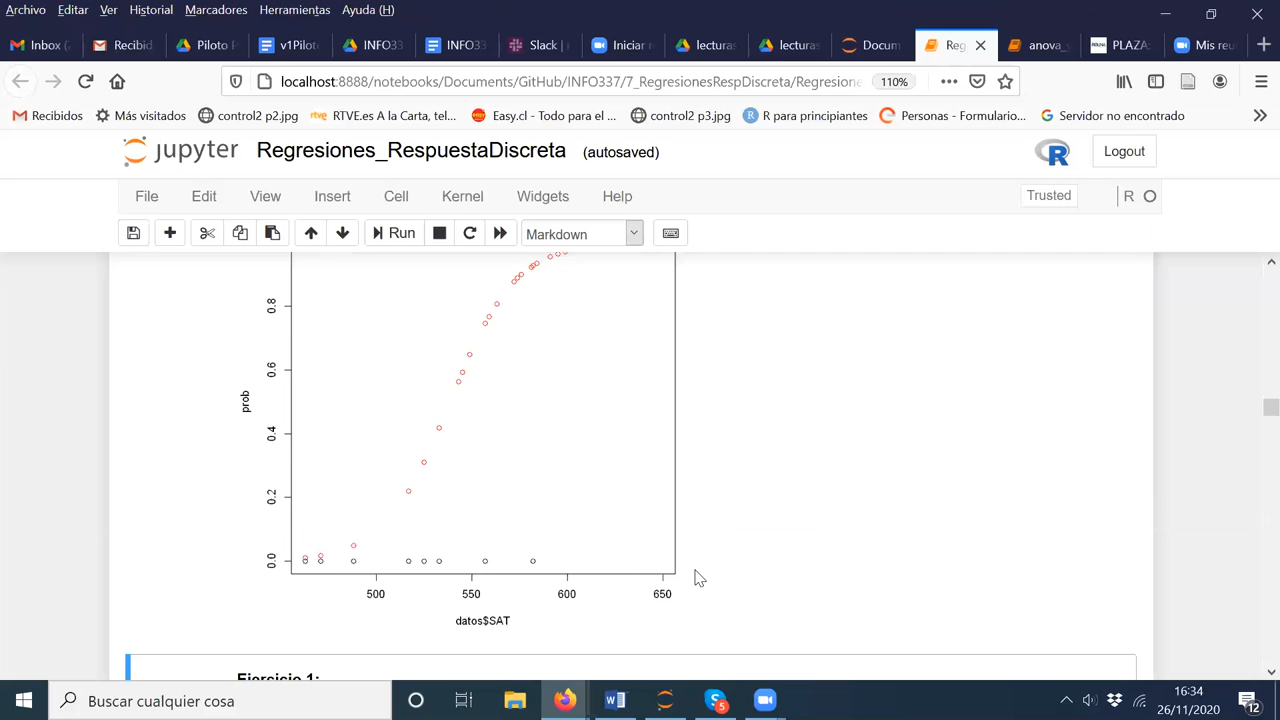 Archivo Editar Ver Historial Marcadores Herramientas Ayuda (H)
Inbox (2 Recibid Piloto v1Pilot INFO33 INFO33 Slack | Iniciar r lecturas lecturas Docum Reg anova_ PLAZA: Mis reu
localhost:8888/notebooks/Documents/GitHub/INFO337/7_RegresionesRespDiscreta/Regresione 110%
Recibidos Más visitados control2 p2.jpg RTVE.es A la Carta, tel... Easy.cl - Todo para el ... control2 p3.jpg R para principiantes Personas - Formulario... Servidor no encontrado
jupyter Regresiones_RespuestaDiscreta (autosaved) Logout
File Edit View Insert Cell Kernel Widgets Help Trusted R
Run Markdown
0.8
0.6
prob
0.4
0.2
0.0
500 550 600 650
datos$SAT
Ejercicio 1:
Buscar cualquier cosa
5
16:34
26/11/2020
12